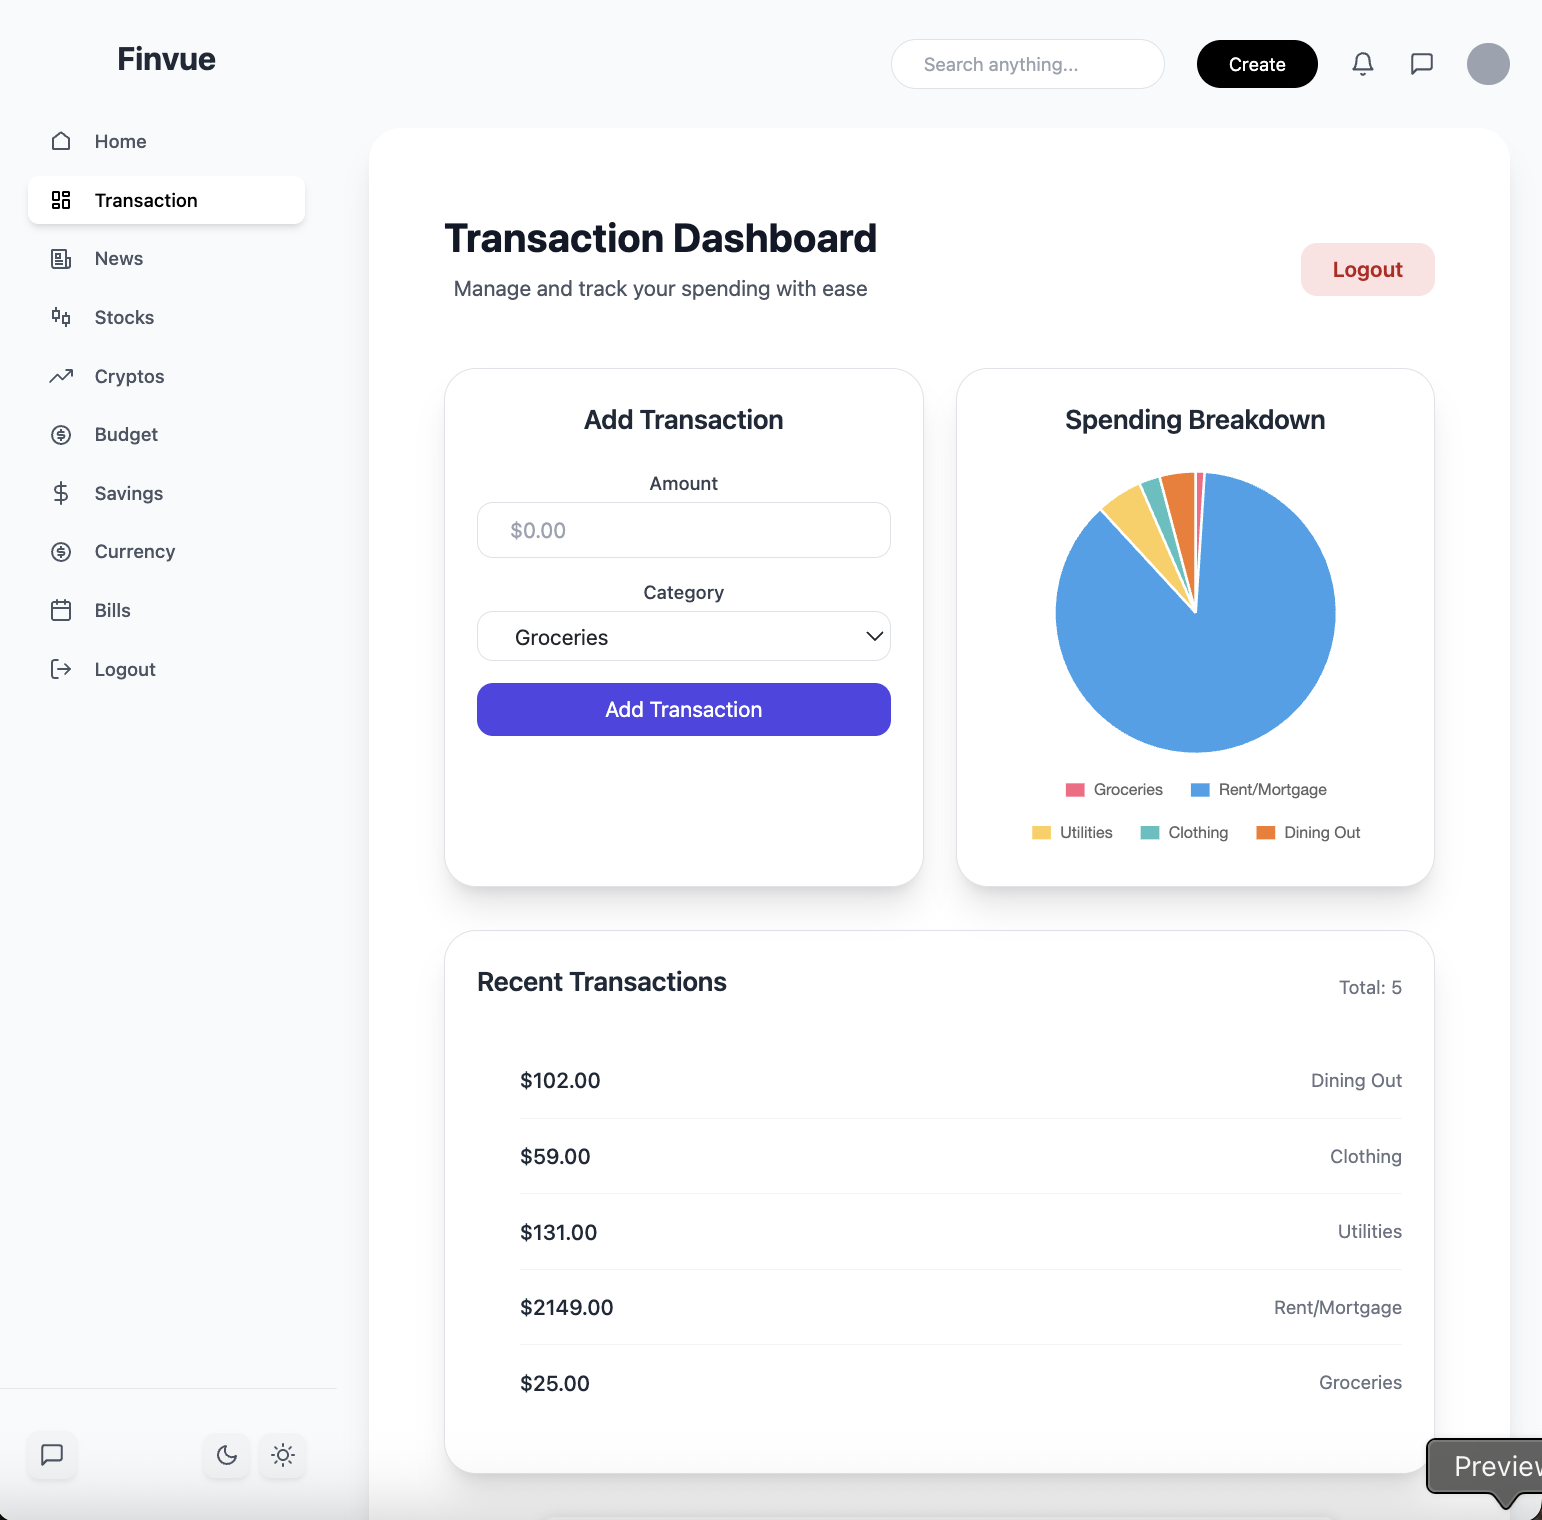 Finvue
Search anything...
Create
Home
Transaction
News
Stocks
Cryptos
Budget
Savings
Currency
Bills
Logout
Transaction Dashboard
Manage and track your spending with ease
Logout
Add Transaction
Amount
$0.00
Category
Groceries
Add Transaction
Spending Breakdown
Groceries
Rent/Mortgage
Utilities
Clothing
Dining Out
Recent Transactions
Total: 5
$102.00
Dining Out
$59.00
Clothing
$131.00
Utilities
$2149.00
Rent/Mortgage
$25.00
Groceries